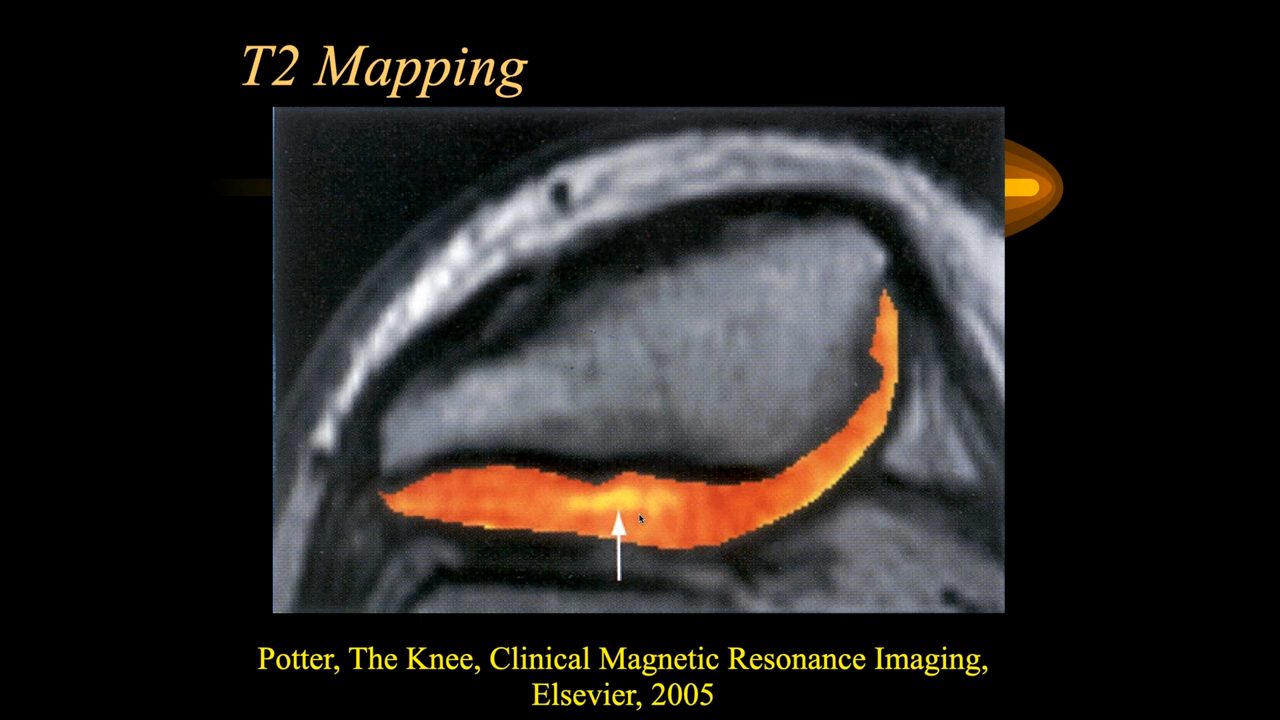 T2 Mapping
Potter, The Knee, Clinical Magnetic Resonance Imaging,
Elsevier, 2005